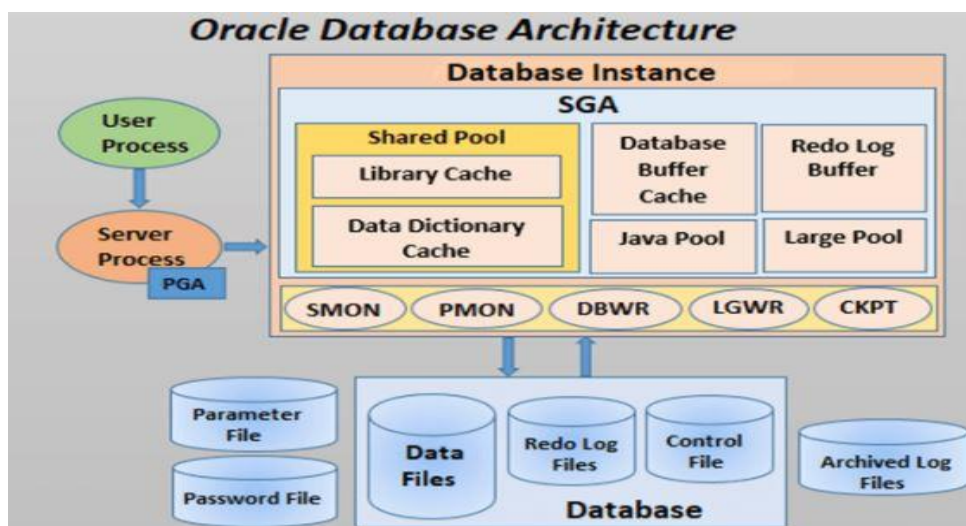 Oracle Database Architecture
Database Instance
SGA
User
Process
Server
Process
PGA
Shared Pool
Library Cache
Data Dictionary
Cache
Database
Buffer
Cache
Redo Log
Buffer
Java Pool
Large Pool
SMON
PMON
DBWR
LGWR
CKPT
Parameter
File
Password File
Data
Files
Redo Log
Files
Control
File
Database
Archived Log
Files